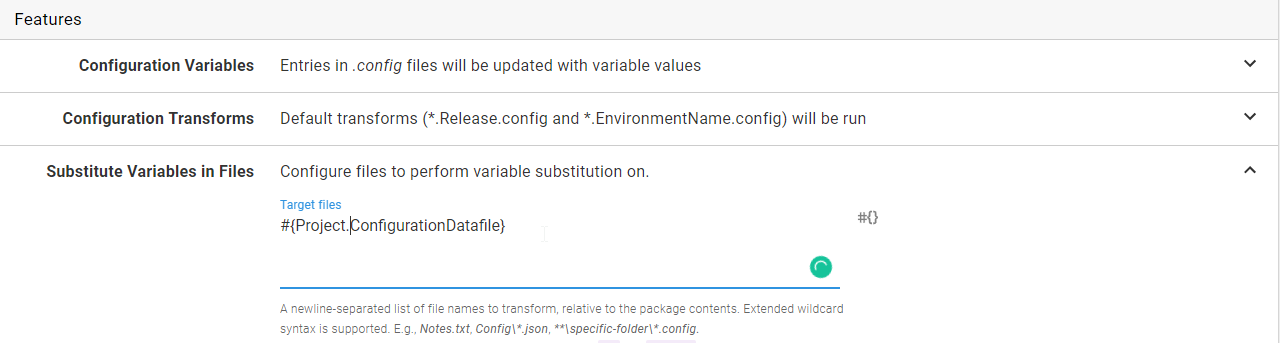 Features
Configuration Variables Entries in .config files will be updated with variable values
Configuration Transforms Default transforms (*.Release.config and *.EnvironmentName.config) will be run
Substitute Variables in Files Configure files to perform variable substitution on.
Target files
#{Project.ConfigurationDatafile}
#{}
A newline-separated list of file names to transform, relative to the package contents. Extended wildcard
syntax is supported. E.g., Notes.txt, Config\*.json, **\specific-folder\*.config.